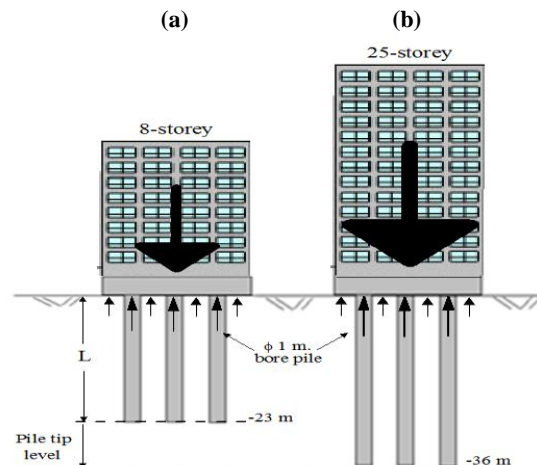 (a)
(b)
25-storey
8-storey
L
ϕ 1 m.
bore pile
-23 m
Pile tip
level
-36 m